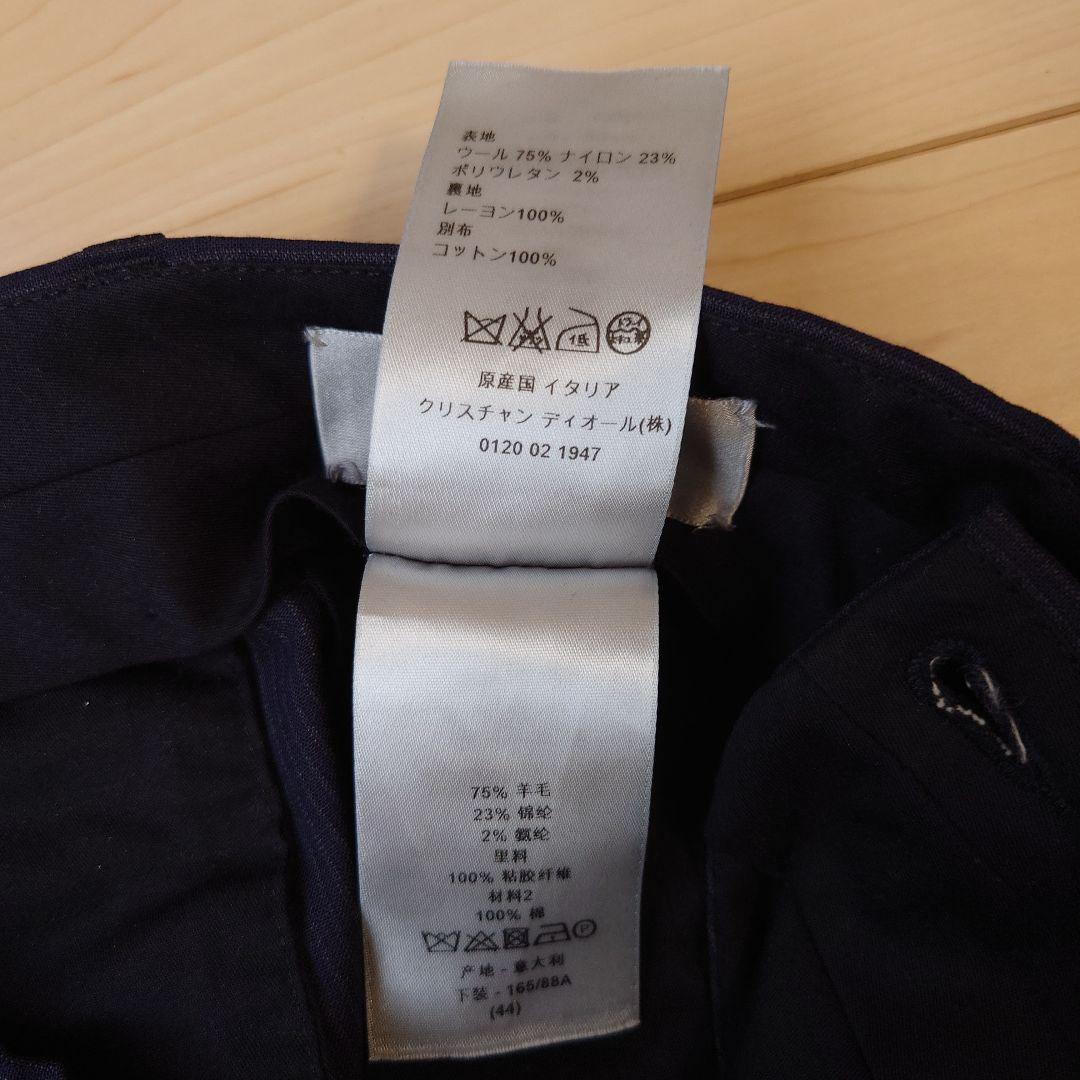 表地
ウール 75% ナイロン 23%
ポリウレタン 2%
裏地
レーヨン100%
別布
コットン100%
低
原産国 イタリア
クリスチャン ディオール(株)
0120 02 1947
75% 羊毛
23% 锦纶
2% 氨纶
里料
100% 粘胶纤维
材料2
100% 棉
P
产地 - 意大利
下装 - 165/88A
(44)